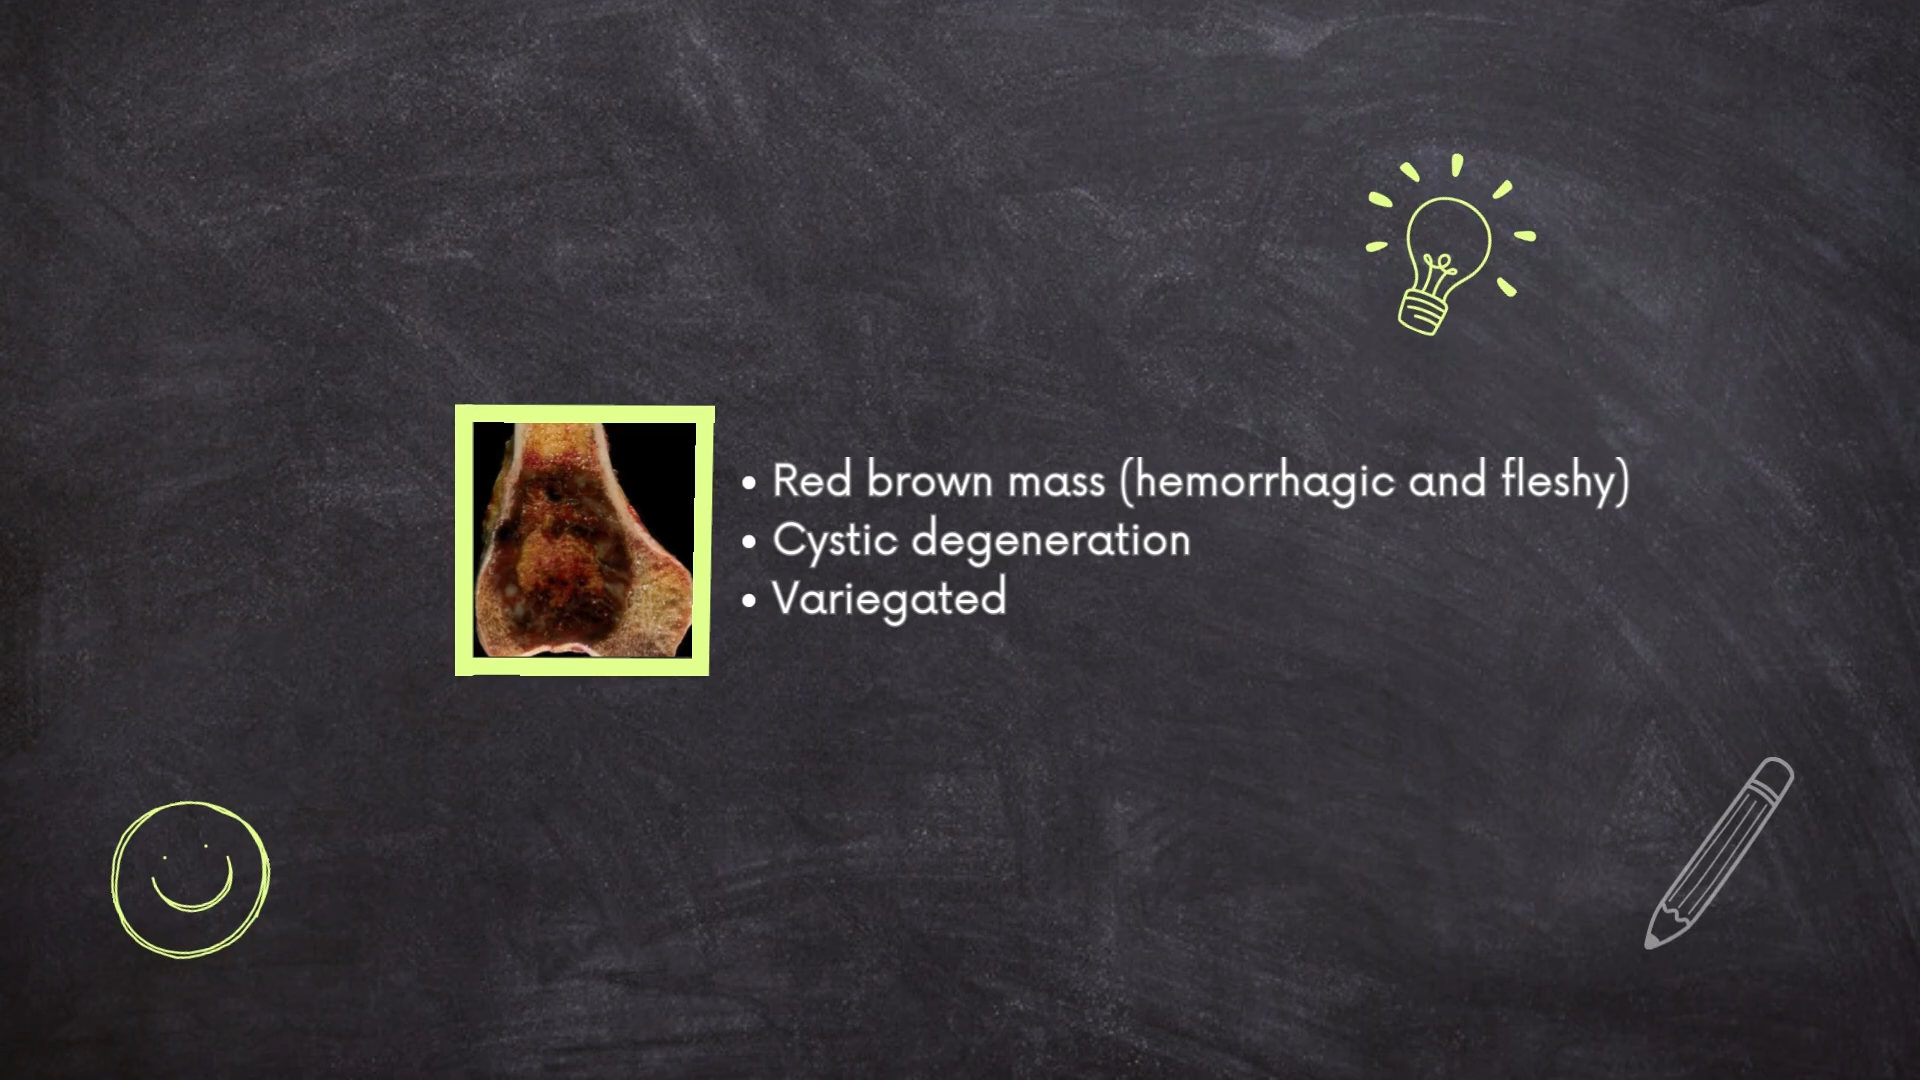 • Red brown mass (hemorrhagic and fleshy)
• Cystic degeneration
• Variegated